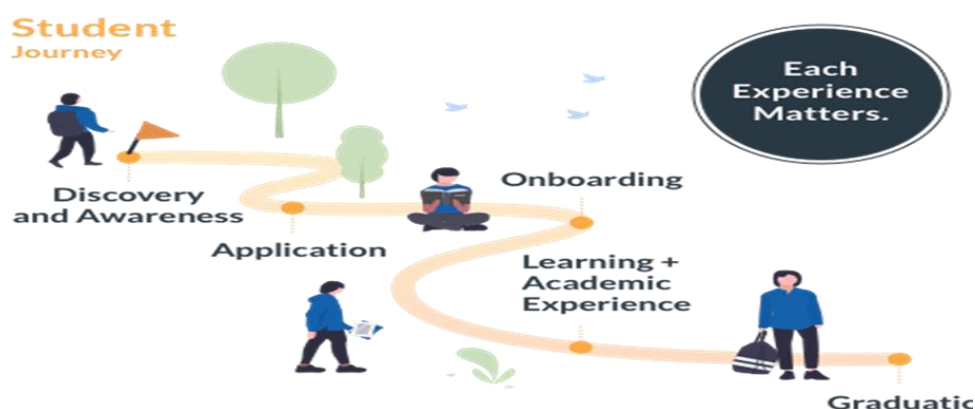 Student
Journey
Each
Experience
Matters.
Discovery
and Awareness
Onboarding
Application
Learning +
Academic
Experience
Graduatio